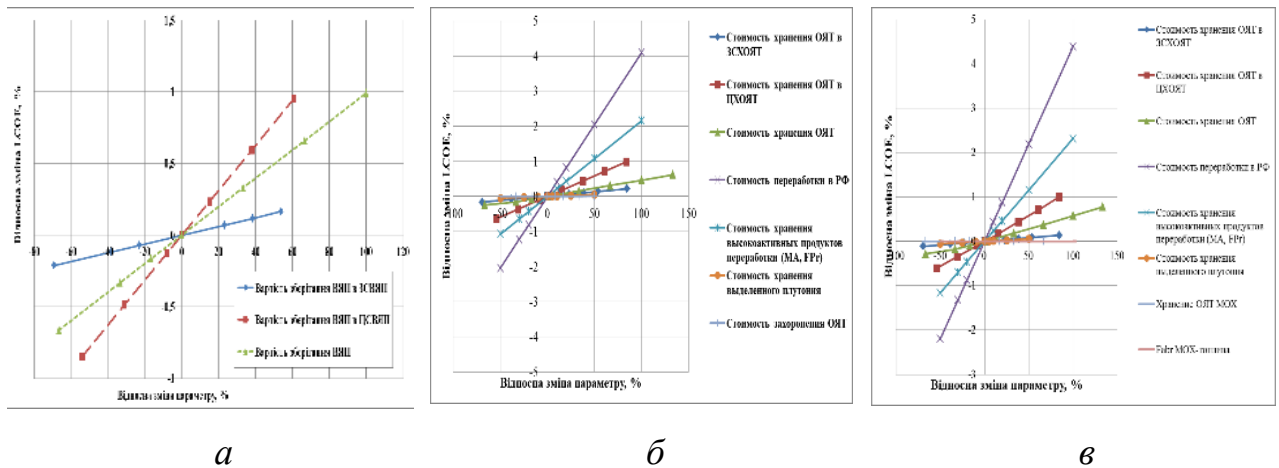 Відносна зміна LCOE, %
1,5
1
0,5
0
-0,5
-1
-80
-60
-40
-20
0
20
40
60
80
100
120
Вартість зберігання ВЯП в ЗСВЯП
Вартість зберігання ВЯП в ЦСВЯП
Вартість зберігання ВЯП
Відносна зміна параметру, %
а
Відносна зміна LCOE, %
5
4
3
2
1
0
-1
-2
-3
-4
-5
-100
-50
0
50
100
150
Стоимость хранения ОЯТ в
ЗСХОЯТ
Стоимость хранения ОЯТ в
ЦХОЯТ
Стоимость хранения ОЯТ
Стоимость переработки в РФ
Стоимость хранения
высокоактивных продуктов
переработки (МА, FPr)
Стоимость хранения
выделенного плутония
Стоимость захоронения ОЯТ
Відносна зміна параметру, %
б
Відносна зміна LCOE, %
5
4
3
2
1
0
-1
-2
-3
-100
-50
0
50
100
150
Стоимость хранения ОЯТ в
ЗСХОЯТ
Стоимость хранения ОЯТ в
ЦХОЯТ
Стоимость хранения ОЯТ
Стоимость переработки в РФ
Стоимость хранения
высокоактивных продуктов
переработки (МА, FPr)
Стоимость хранения
выделенного плутония
Хранение ОЯТ МОХ
Fabr МОХ-топлива
Відносна зміна параметру, %
в